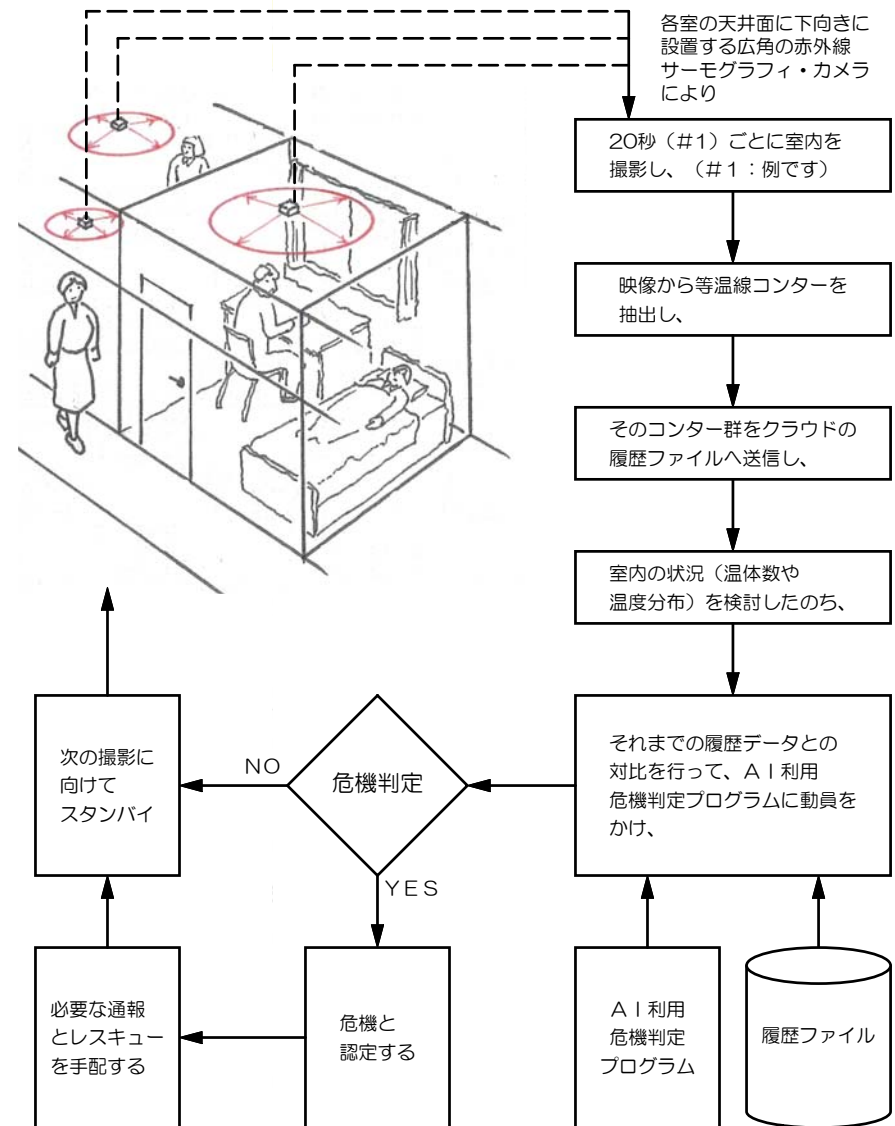 各室の天井面に下向きに
設置する広角の赤外線
サーモグラフィ・カメラ
により
20秒(#1)ごとに室内を
撮影し、(#1:例です)
映像から等温線コンターを
抽出し、
そのコンター群をクラウドの
履歴ファイルへ送信し、
室内の状況(温体数や
温度分布)を検討したのち、
それまでの履歴データとの
対比を行って、AI利用
危機判定プログラムに動員を
かけ、
危機判定
NO
YES
次の撮影に
向けて
スタンバイ
必要な通報
とレスキュー
を手配する
危機と
認定する
AI利用
危機判定
プログラム
履歴ファイル